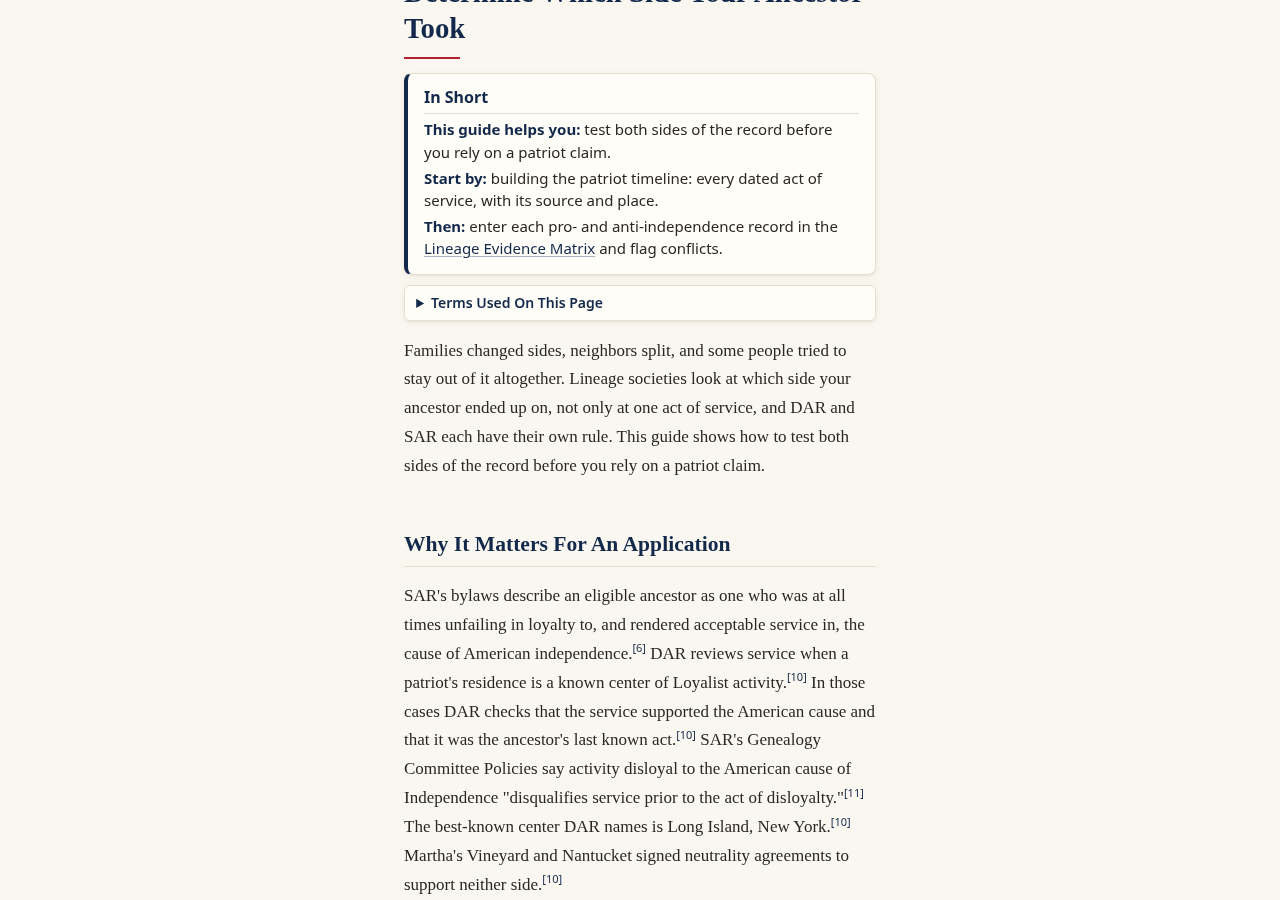 Determine Which Side Your Ancestor
Took
In Short
This guide helps you: test both sides of the record before
you rely on a patriot claim.
Start by: building the patriot timeline: every dated act of
service, with its source and place.
Then: enter each pro- and anti-independence record in the
Lineage Evidence Matrix and flag conflicts.
Terms Used On This Page
Families changed sides, neighbors split, and some people tried to
stay out of it altogether. Lineage societies look at which side your
ancestor ended up on, not only at one act of service, and DAR and
SAR each have their own rule. This guide shows how to test both
sides of the record before you rely on a patriot claim.
Why It Matters For An Application
SAR's bylaws describe an eligible ancestor as one who was at all
times unfailing in loyalty to, and rendered acceptable service in, the
cause of American independence.[6] DAR reviews service when a
patriot's residence is a known center of Loyalist activity.[10] In those
cases DAR checks that the service supported the American cause and
that it was the ancestor's last known act.[10] SAR's Genealogy
Committee Policies say activity disloyal to the American cause of
Independence "disqualifies service prior to the act of disloyalty."[11]
The best-known center DAR names is Long Island, New York.[10]
Martha's Vineyard and Nantucket signed neutrality agreements to
support neither side.[10]